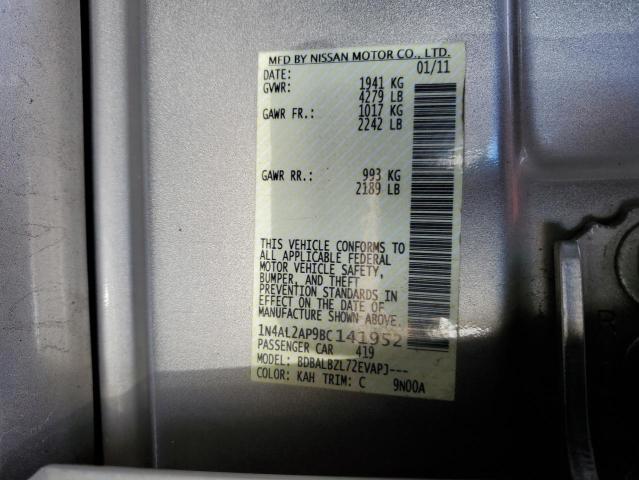 MFD BY NISSAN MOTOR CO., LTD.
DATE: 01/11
GVWR: 1941 KG
4279 LB
GAWR FR.: 1017 KG
2242 LB
GAWR RR.: 993 KG
2189 LB
THIS VEHICLE CONFORMS TO
ALL APPLICABLE FEDERAL
MOTOR VEHICLE SAFETY,
BUMPER, AND THEFT
PREVENTION STANDARDS IN
EFFECT ON THE DATE OF
MANUFACTURE SHOWN ABOVE.
1N4AL2AP9BC141952
PASSENGER CAR 419
MODEL: BDBALBZL72EVAPJ---
COLOR: KAH TRIM: C 9N00A